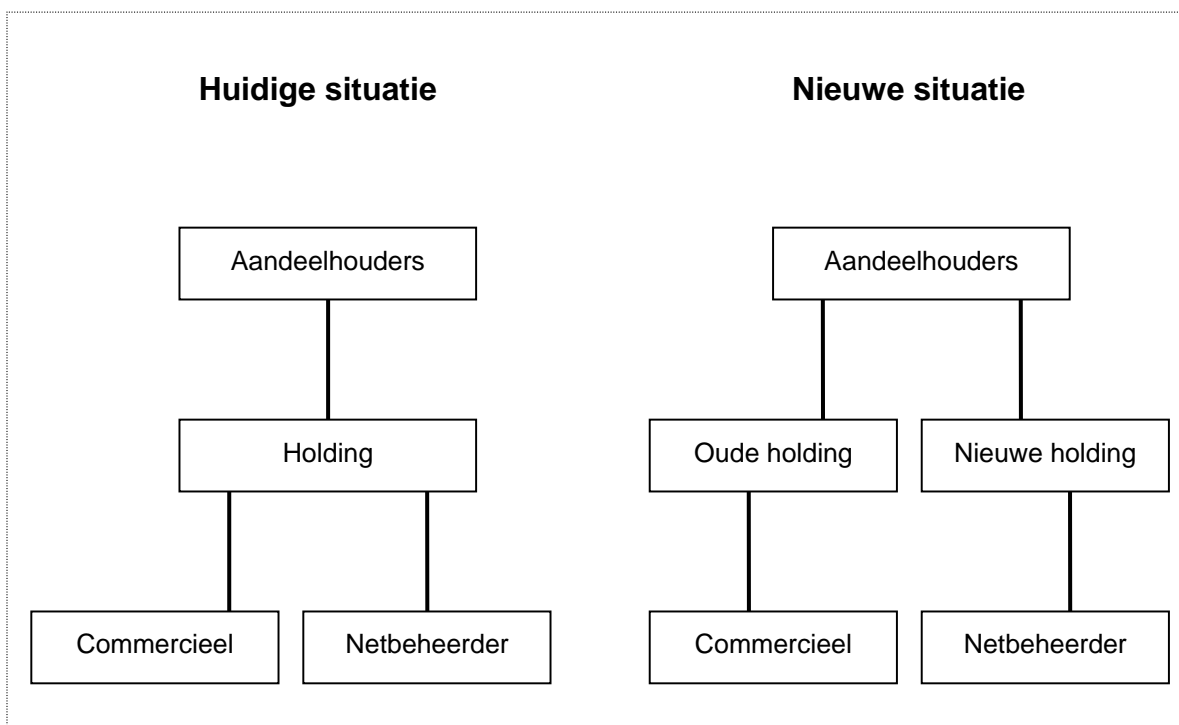 Huidige situatie
Nieuwe situatie
Aandeelhouders
Aandeelhouders
Holding
Oude holding
Nieuwe holding
Commercieel
Netbeheerder
Commercieel
Netbeheerder